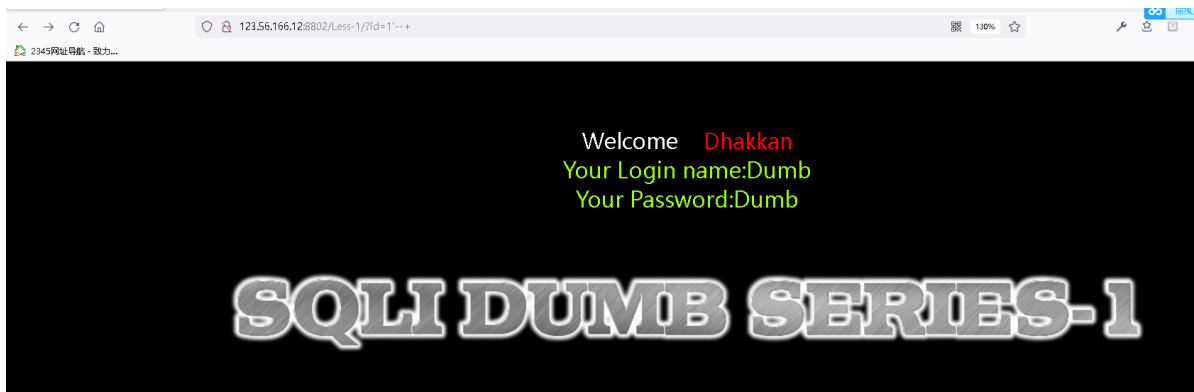 123.56.166.12:8802/Less-1/?id=1'--+
130%
2345网址导航 - 致力...
Welcome Dhakkan
Your Login name:Dumb
Your Password:Dumb
SQLI DUMB SERIES-1